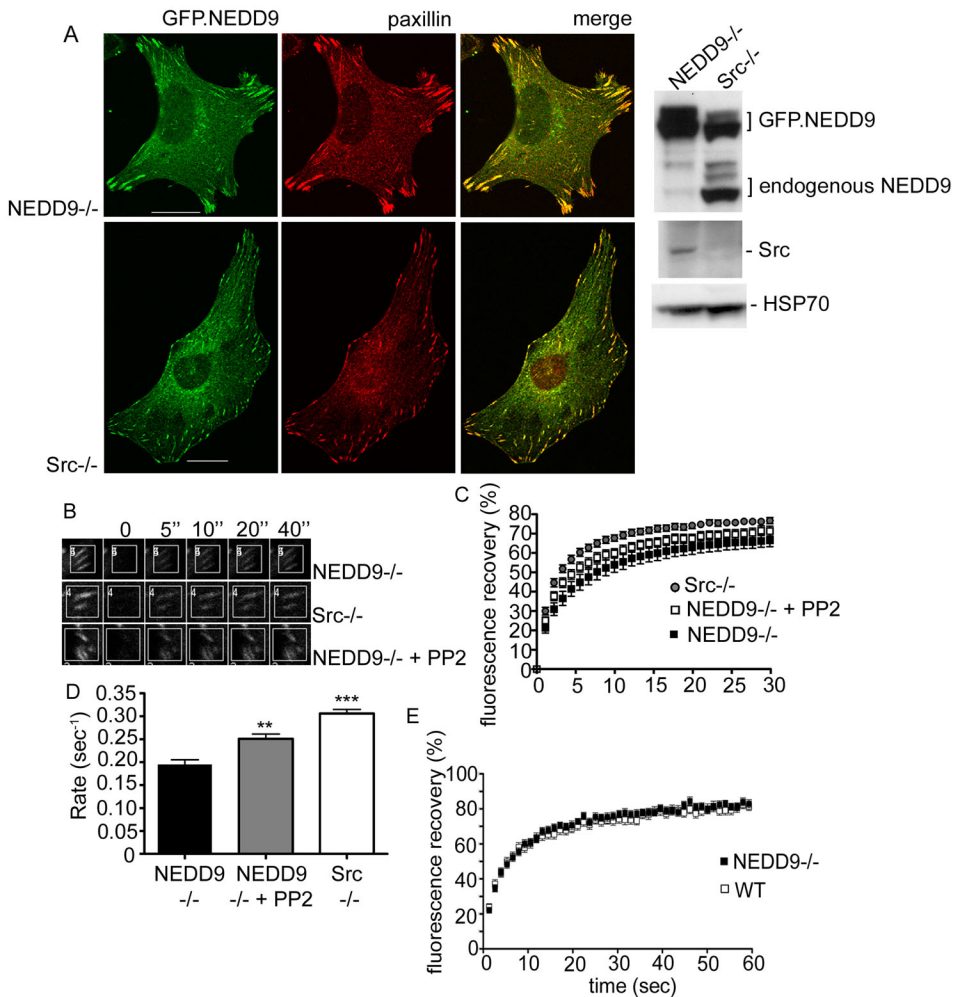 A
GFP.NEDD9
paxillin
merge
NEDD9-/-
Src-/-
NEDD9-/-
Src-/-
] GFP.NEDD9
] endogenous NEDD9
- Src
- HSP70
B
0 5’’ 10’’ 20’’ 40’’
NEDD9-/-
4
Src-/-
NEDD9-/- + PP2
C
fluorescence recovery (%)
80
70
60
50
40
30
20
10
0
0 5 10 15 20 25 30
Src-/-
NEDD9-/- + PP2
NEDD9-/-
D
Rate (sec-1)
0.35
0.30
0.25
0.20
0.15
0.10
0.05
0
**
***
NEDD9 -/-
NEDD9 -/- + PP2
Src -/-
E
fluorescence recovery (%)
100
80
60
40
80
0
0 10 20 30 40 50 60
time (sec)
NEDD9-/-
WT